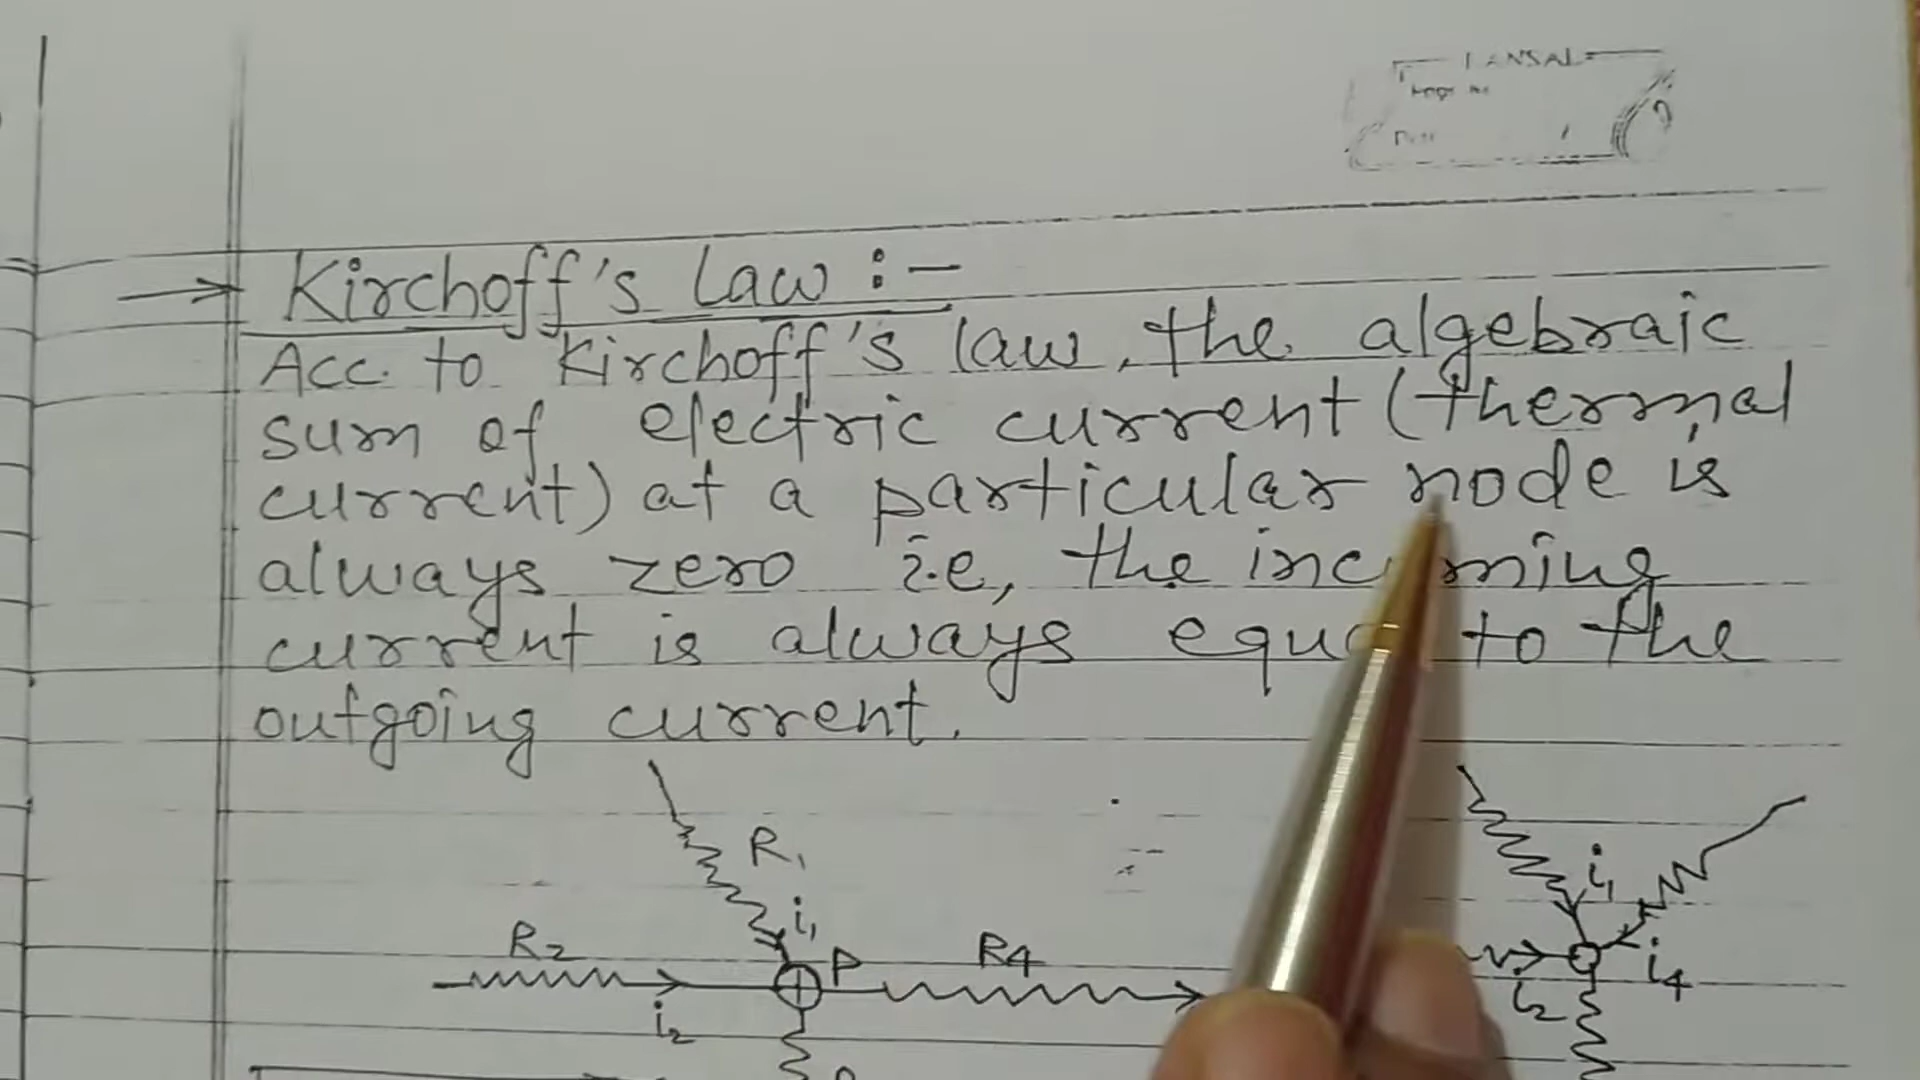 Kirchoff's Law :-
Acc. to Kirchoff's law, the algebraic
sum of electric current (thermal
current) at a particular node is
always zero i.e, the incoming
current is always equal to the
outgoing current.
R1
i1
i1
R2
P
R4
i2
i2
i4